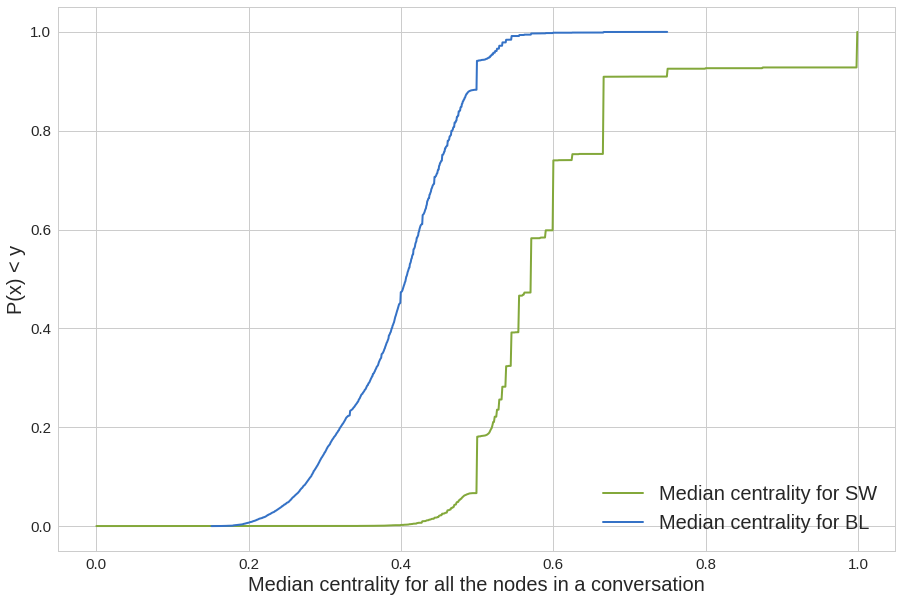 1.0
0.8
0.6
0.4
0.2
0.0
P(x) < y
Median centrality for SW
Median centrality for BL
0.0 0.2 0.4 0.6 0.8 1.0
Median centrality for all the nodes in a conversation